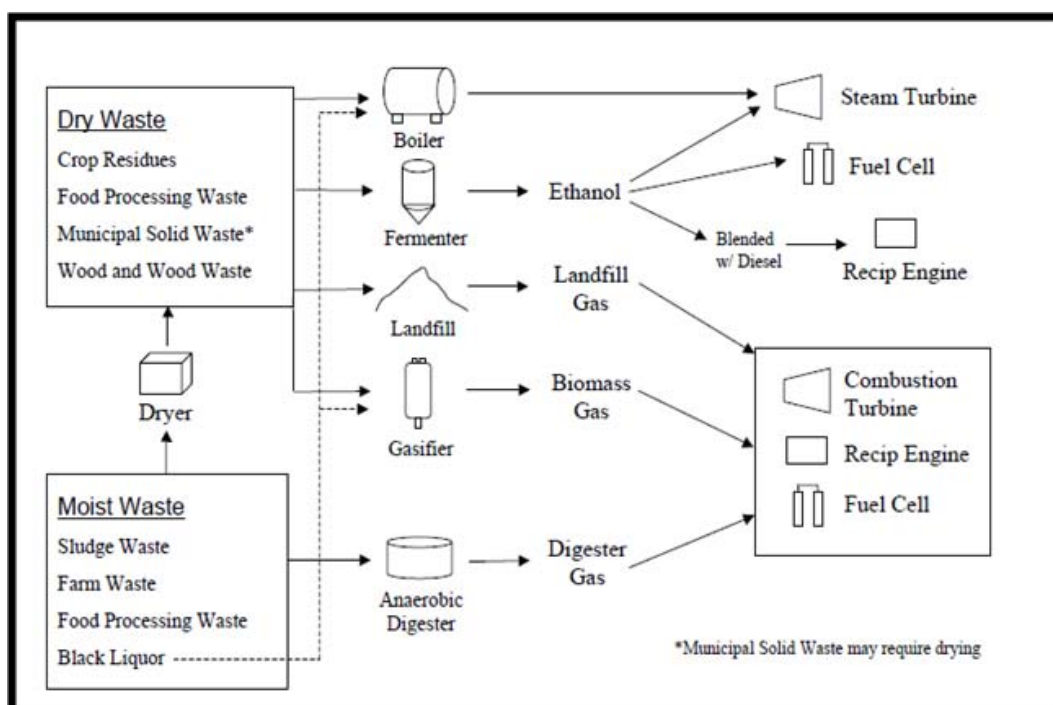 Dry Waste
Crop Residues
Food Processing Waste
Municipal Solid Waste*
Wood and Wood Waste
Dryer
Moist Waste
Sludge Waste
Farm Waste
Food Processing Waste
Black Liquor
Boiler
Fermenter
Landfill
Gasifier
Anaerobic
Digester
Ethanol
Landfill
Gas
Biomass
Gas
Digester
Gas
Steam Turbine
Fuel Cell
Blended
w/ Diesel
Recip Engine
Combustion
Turbine
Recip Engine
Fuel Cell
*Municipal Solid Waste may require drying